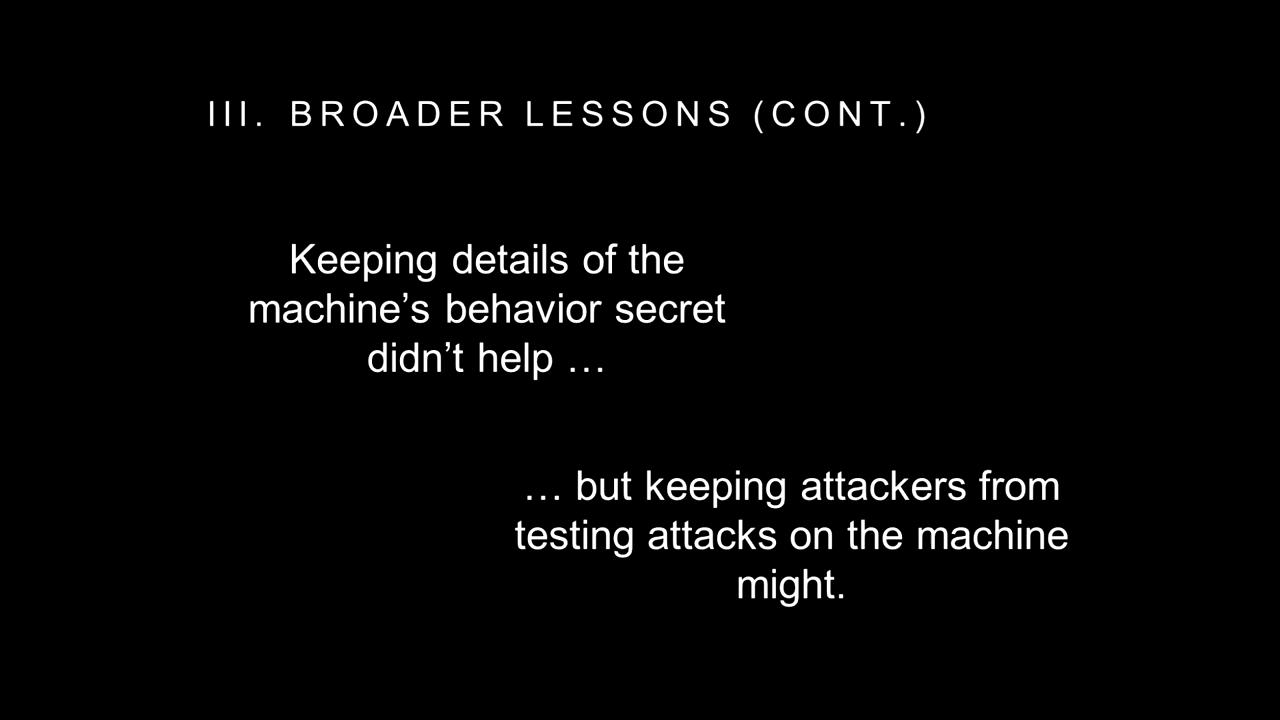 III. BROADER LESSONS (CONT.)
Keeping details of the
machine’s behavior secret
didn’t help …
… but keeping attackers from
testing attacks on the machine
might.